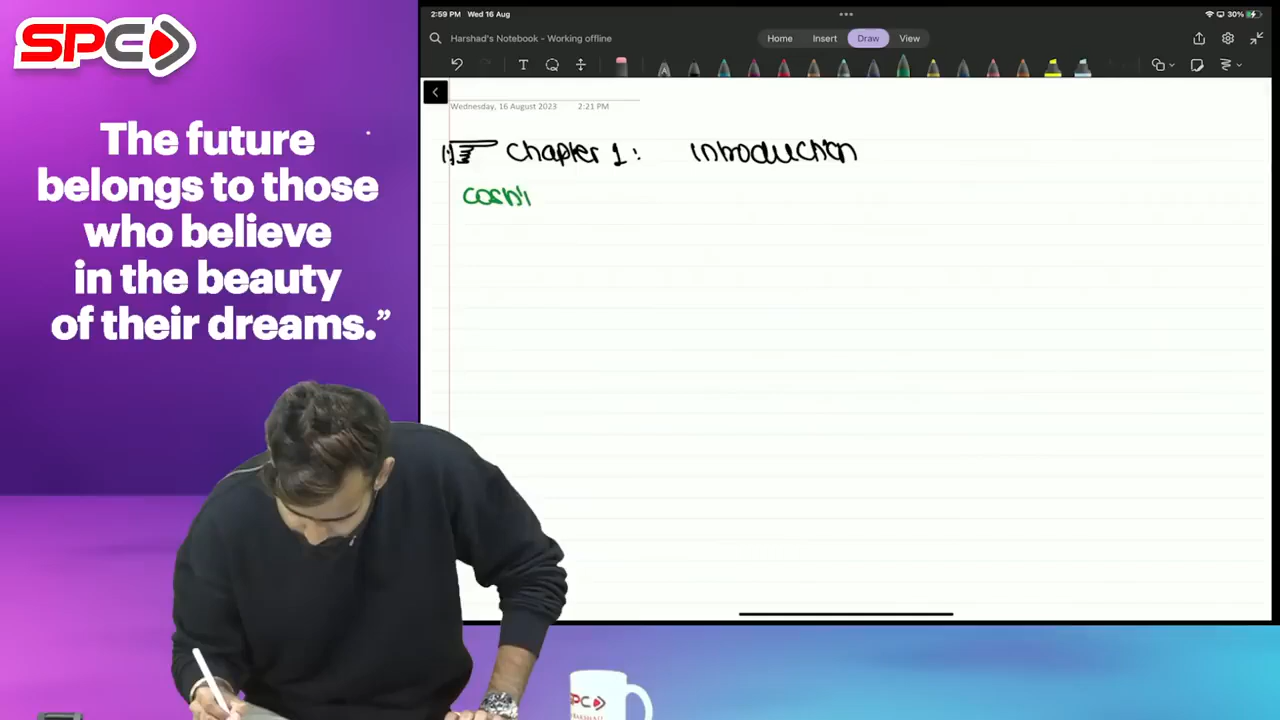 SPC
The future
belongs to those
who believe
in the beauty
of their dreams.”
2:59 PM Wed 16 Aug
30%
Harshad's Notebook - Working offline
Home Insert Draw View
Wednesday, 16 August 2023 2:21 PM
Chapter 1: Introduction
SPC